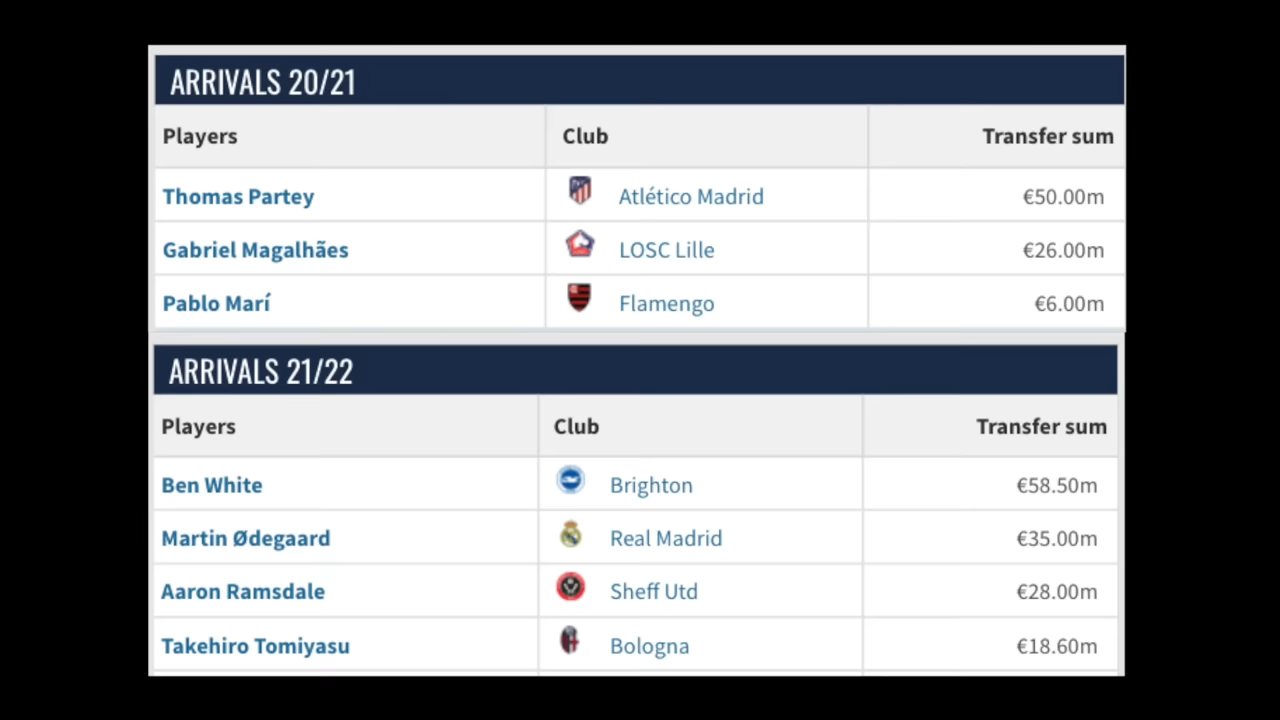 ARRIVALS 20/21
Players Club Transfer sum
Thomas Partey Atlético Madrid €50.00m
Gabriel Magalhães LOSC Lille €26.00m
Pablo Marí Flamengo €6.00m
ARRIVALS 21/22
Players Club Transfer sum
Ben White Brighton €58.50m
Martin Ødegaard Real Madrid €35.00m
Aaron Ramsdale Sheff Utd €28.00m
Takehiro Tomiyasu Bologna €18.60m